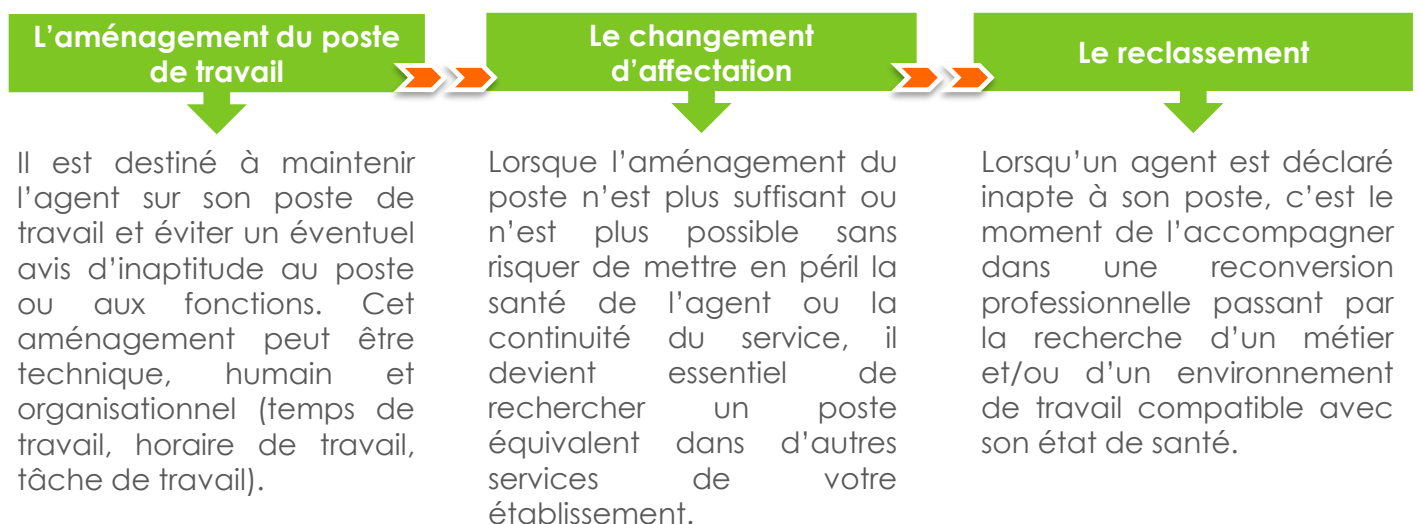 L’aménagement du poste
de travail
Il est destiné à maintenir
l’agent sur son poste de
travail et éviter un éventuel
avis d’inaptitude au poste
ou aux fonctions. Cet
aménagement peut être
technique, humain et
organisationnel (temps de
travail, horaire de travail,
tâche de travail).
Le changement
d’affectation
Lorsque l’aménagement du
poste n’est plus suffisant ou
n’est plus possible sans
risquer de mettre en péril la
santé de l’agent ou la
continuité du service, il
devient essentiel de
rechercher un poste
équivalent dans d’autres
services de votre
établissement.
Le reclassement
Lorsqu’un agent est déclaré
inapte à son poste, c’est le
moment de l’accompagner
dans une reconversion
professionnelle passant par
la recherche d’un métier
et/ou d’un environnement
de travail compatible avec
son état de santé.